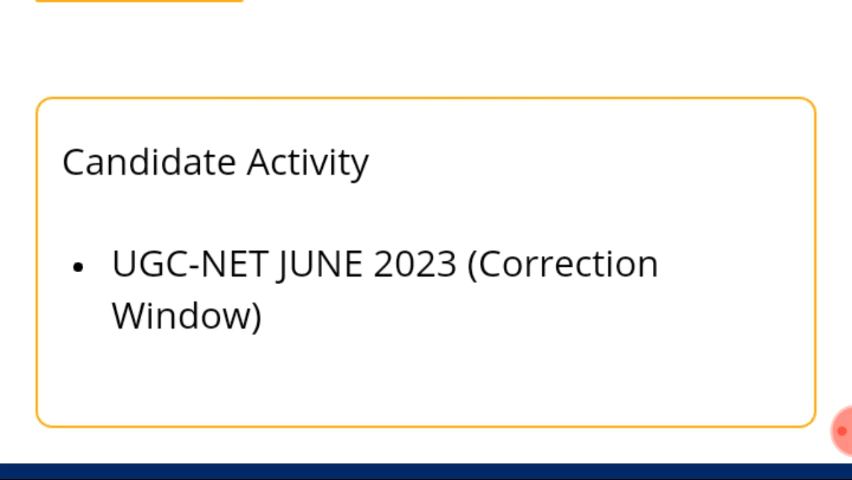 Candidate Activity
• UGC-NET JUNE 2023 (Correction
Window)